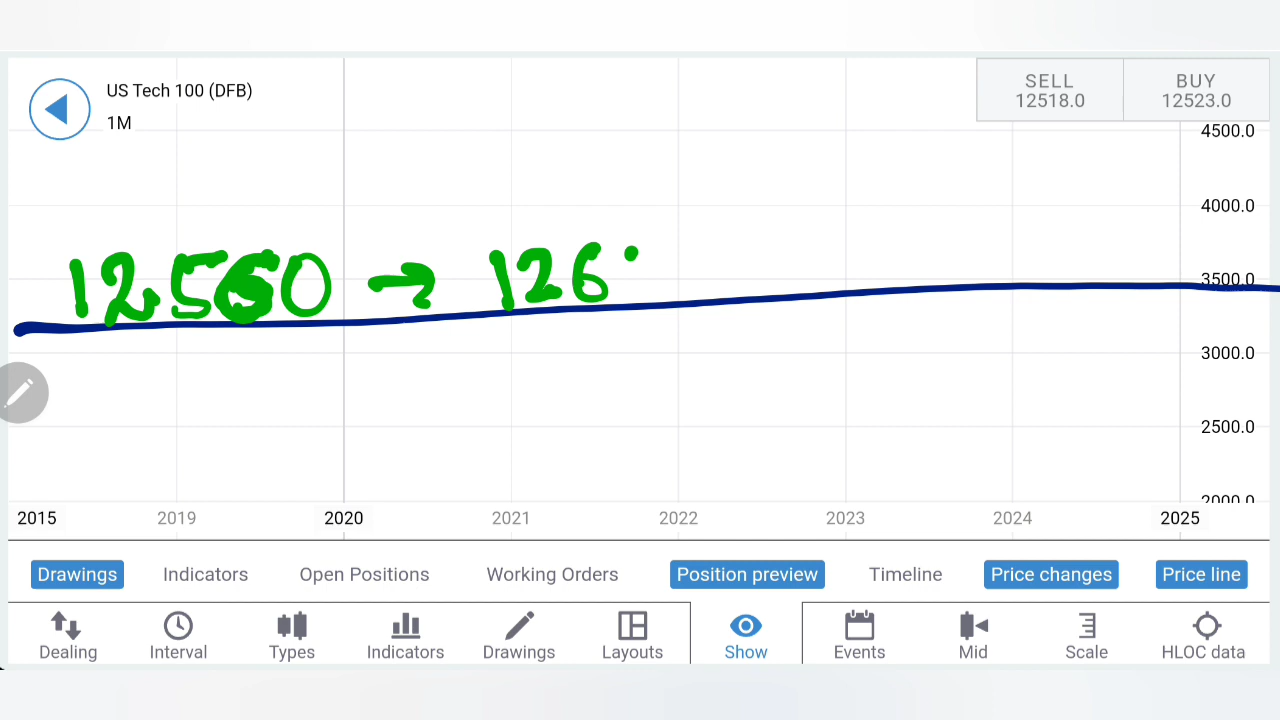 US Tech 100 (DFB)
1M
SELL
12518.0
BUY
12523.0
4500.0
4000.0
3500.0
3000.0
2500.0
2000.0
12550 → 126
2015 2019 2020 2021 2022 2023 2024 2025
Drawings Indicators Open Positions Working Orders Position preview Timeline Price changes Price line
Dealing Interval Types Indicators Drawings Layouts Show Events Mid Scale HLOC data